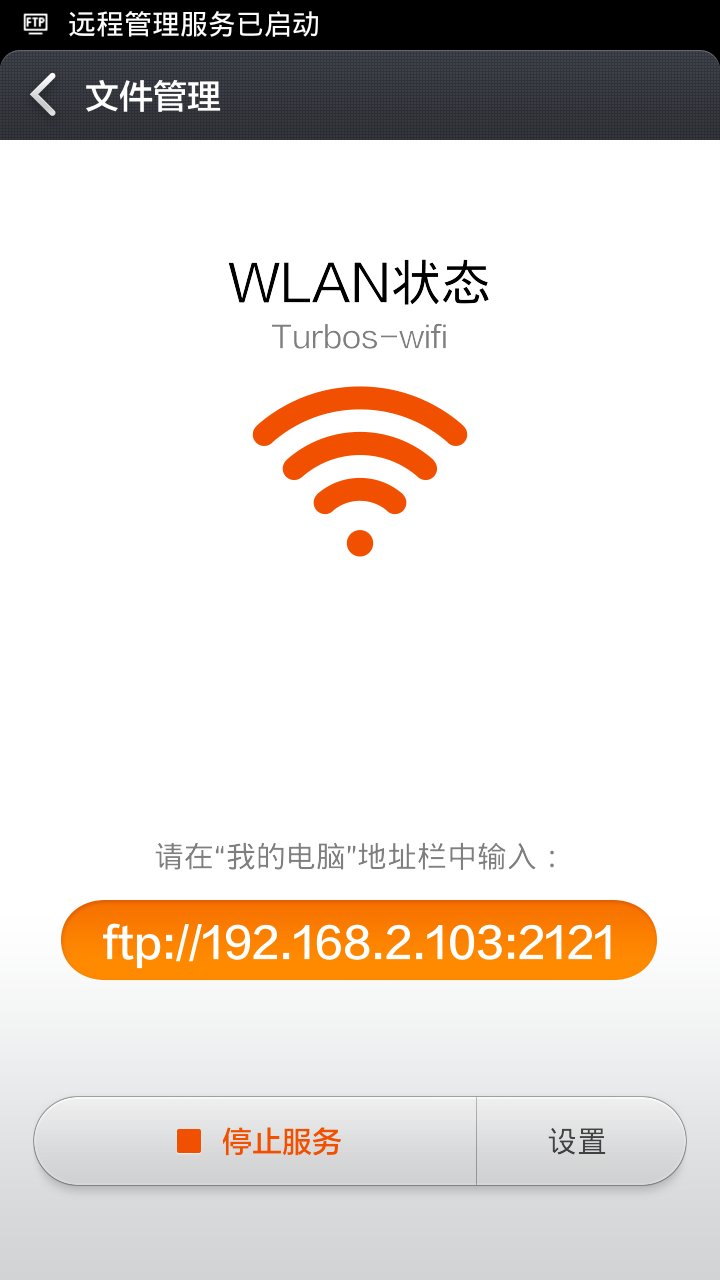 FTP 远程管理服务已启动
文件管理
WLAN状态
Turbos-wifi
请在“我的电脑”地址栏中输入：
ftp://192.168.2.103:2121
停止服务
设置